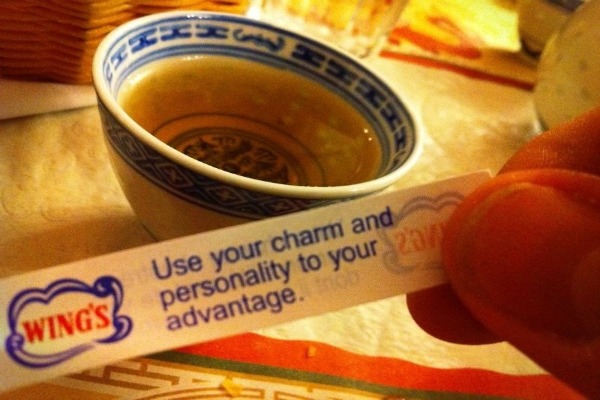 WING'S
Use your charm and
personality to your
advantage.